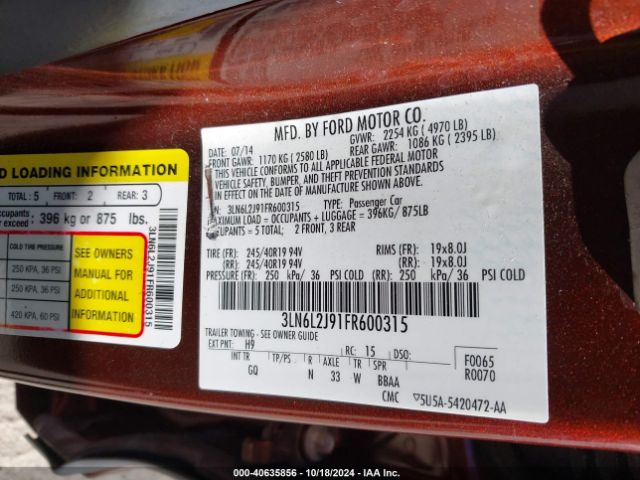 D LOADING INFORMATION
TOTAL: 5 FRONT: 2 REAR: 3
occupants
exceed: 396 kg or 875 lbs.
COLD TIRE PRESSURE
250 KPA, 36 PSI
250 KPA, 36 PSI
420 KPA, 60 PSI
SEE OWNERS
MANUAL FOR
ADDITIONAL
INFORMATION
3LN6L2J91FR600315
MFD. BY FORD MOTOR CO.
DATE: 07/14 GVWR: 2254 KG (4970 LB)
FRONT GAWR: 1170 KG (2580 LB) REAR GAWR: 1086 KG (2395 LB)
THIS VEHICLE CONFORMS TO ALL APPLICABLE FEDERAL MOTOR
VEHICLE SAFETY, BUMPER, AND THEFT PREVENTION STANDARDS
IN EFFECT ON THE DATE OF MANUFACTURE SHOWN ABOVE.
VIN: 3LN6L2J91FR600315 TYPE: Passenger Car
MAXIMUM LOAD = OCCUPANTS + LUGGAGE = 396KG/875LB
OCCUPANTS = 5 TOTAL: 2 FRONT, 3 REAR
TIRE (FR): 245/40R19 94V RIMS (FR): 19x8.0J
(RR): 245/40R19 94V (RR): 19x8.0J
PRESSURE (FR): 250 kPa/ 36 PSI COLD (RR): 250 kPa/ 36 PSI COLD
3LN6L2J91FR600315
TRAILER TOWING - SEE OWNER GUIDE
EXT PNT: H9 RC: 15 DSO: F0065
INT TR TP/PS R AXLE TR SPR R0070
GQ N 33 W BBAA
CMC 5U5A-5420472-AA
000-40635856 - 10/18/2024 - IAA Inc.